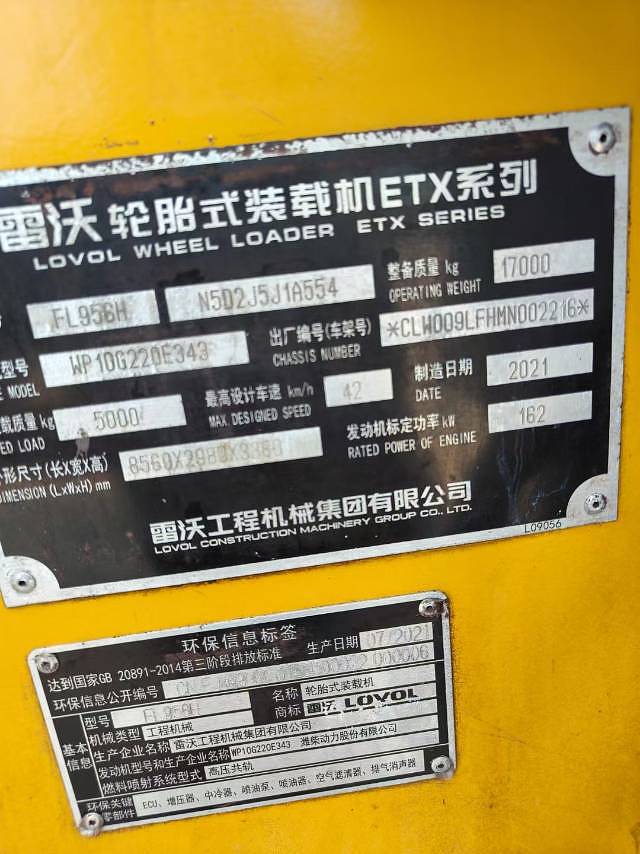 雷沃 轮胎式装载机ETX系列
LOVOL WHEEL LOADER ETX SERIES
FL956H N5D2J5J1A554 整备质量 kg 17000
OPERATING WEIGHT
型号 WP10G220E343 出厂编号(车架号) *CLW009LFHMN002216*
MODEL CHASSIS NUMBER
载质量 kg 5000 最高设计车速 km/h 42 制造日期 2021
LOAD MAX DESIGNED SPEED DATE
外形尺寸(长X宽X高) 发动机标定功率 kW 162
DIMENSION (LxWxH) mm RATED POWER OF ENGINE
雷沃工程机械集团有限公司
LOVOL CONSTRUCTION MACHINERY GROUP CO., LTD.
L09056
环保信息标签
达到国家GB 20891-2014第三阶段排放标准 生产日期 07/2021
环保信息公开编号 000006
型号 名称 轮胎式装载机
基本信息 机械类型 工程机械 商标 雷沃 LOVOL
生产企业名称 雷沃工程机械集团有限公司
发动机型号和生产企业名称 WP10G220E343 潍柴动力股份有限公司
燃料喷射系统型式 高压共轨
环保关键零部件 ECU、增压器、中冷器、喷油泵、喷油器、空气滤清器、排气消声器